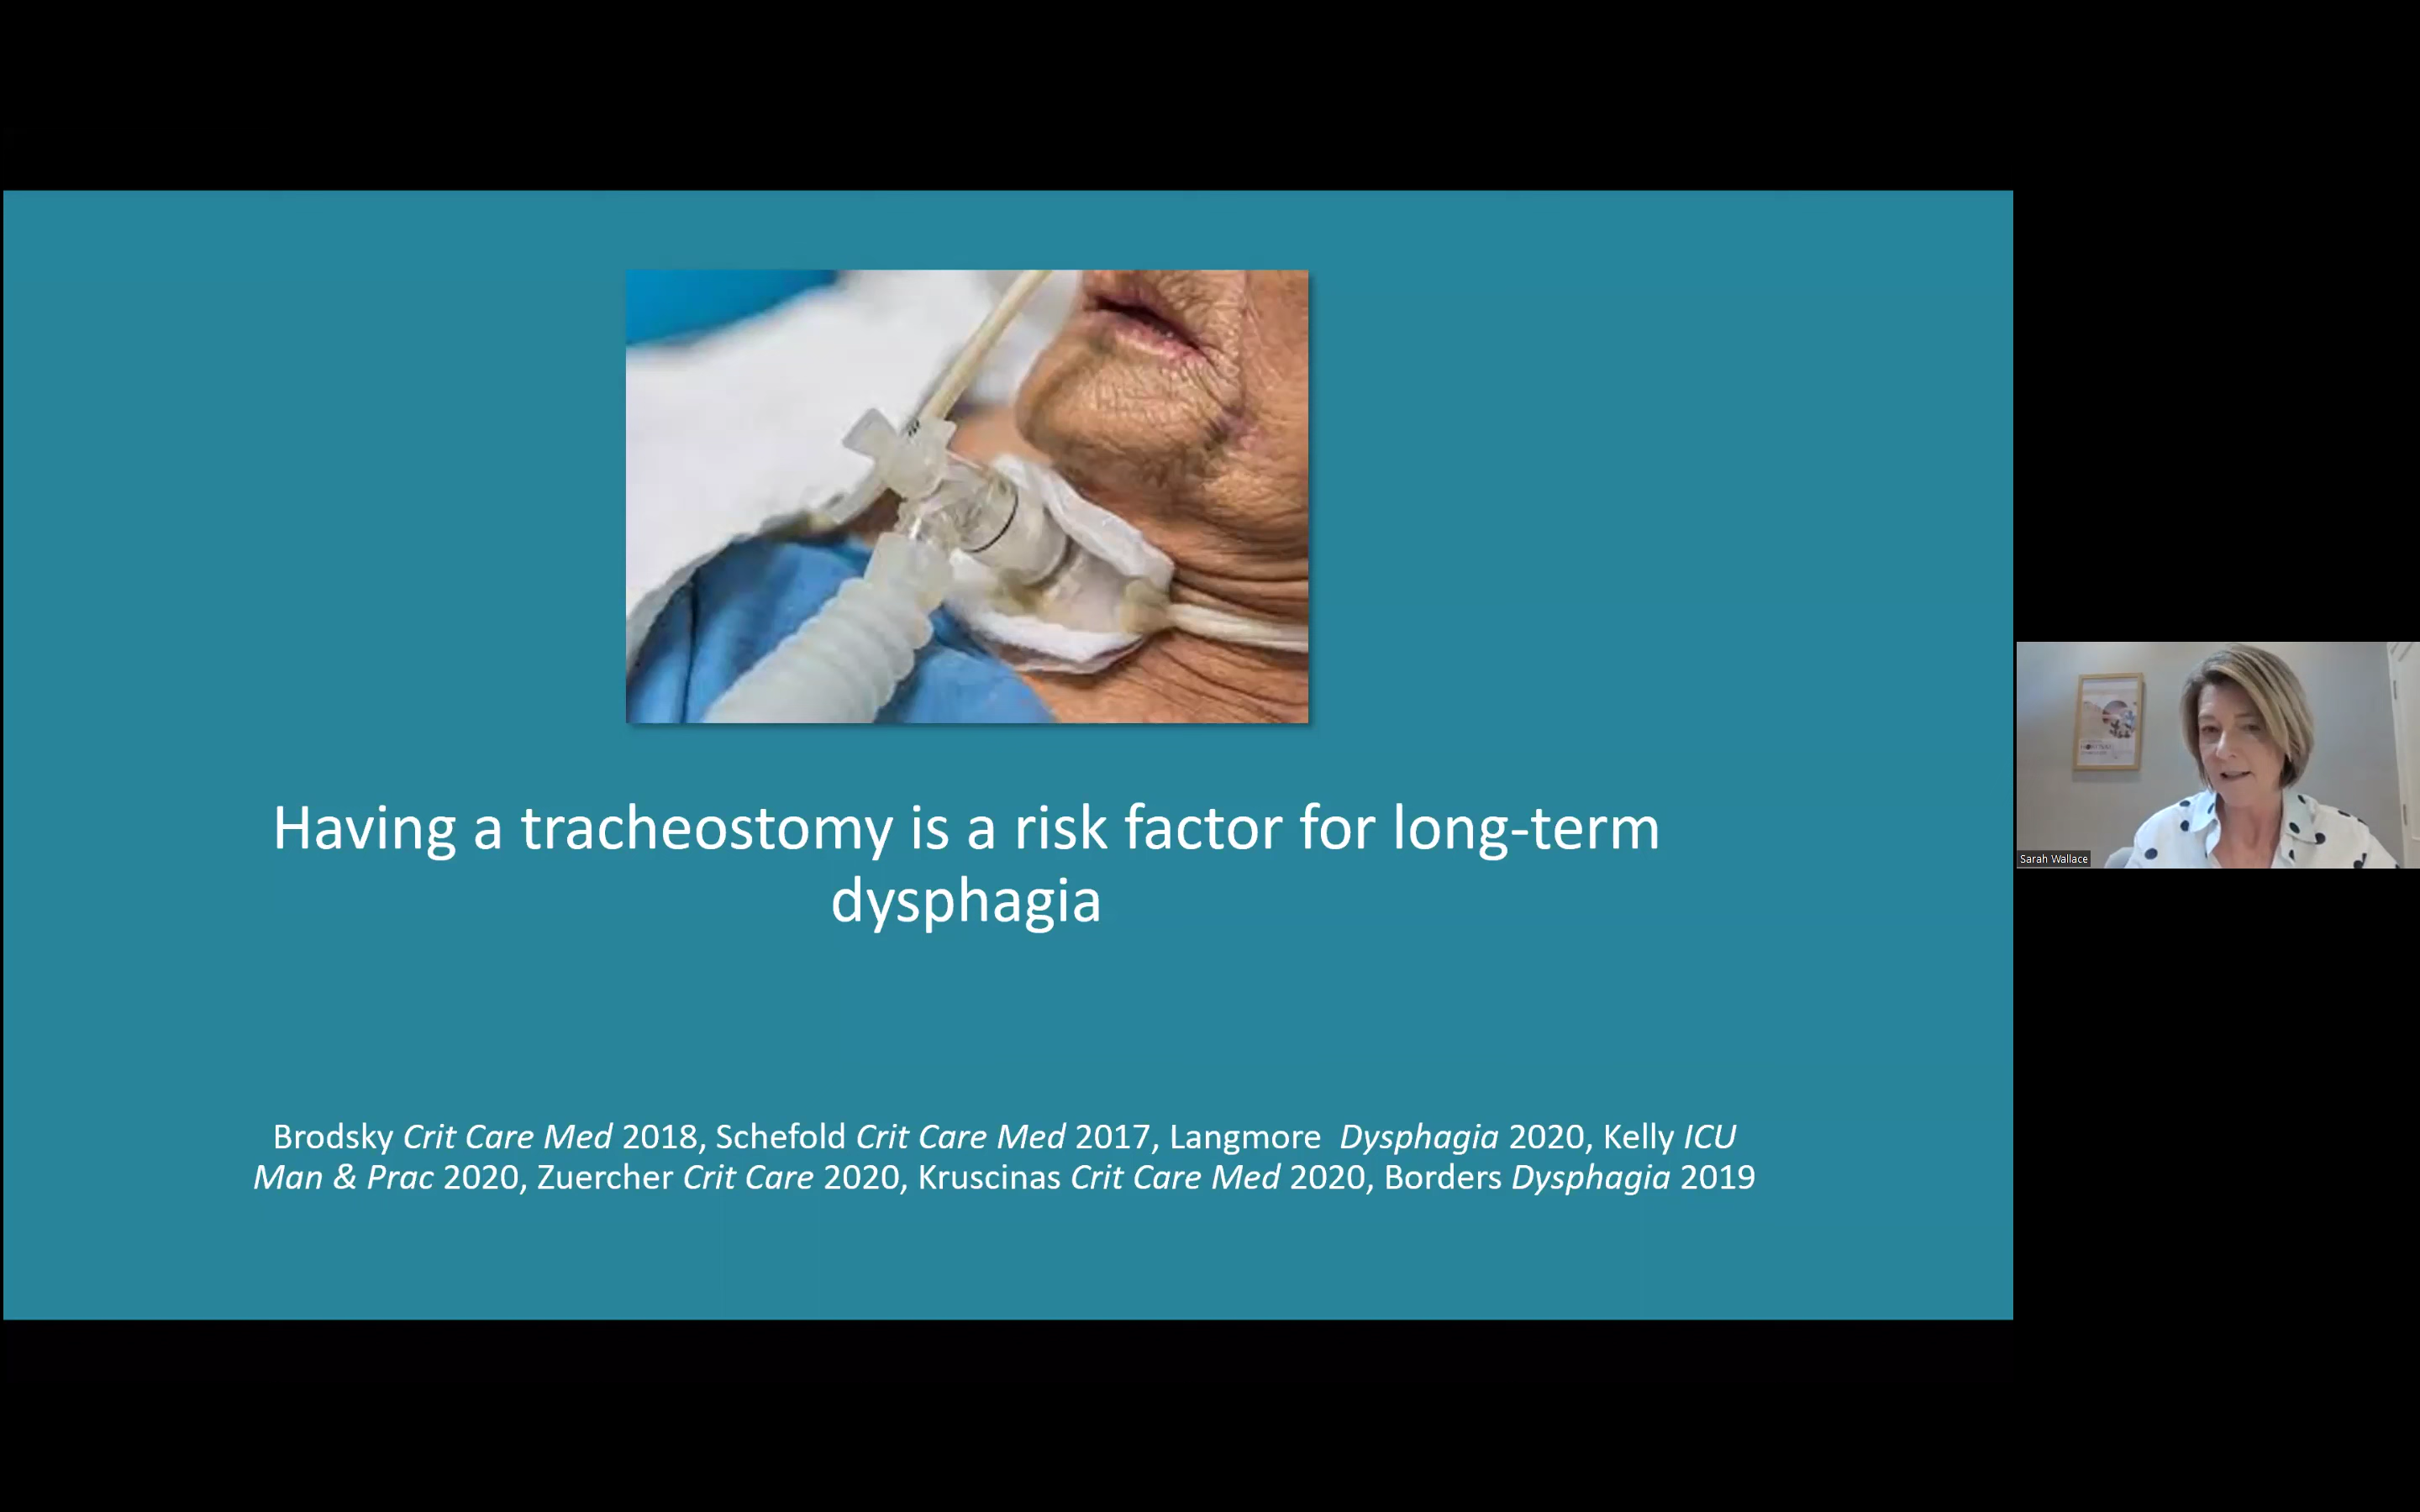 Having a tracheostomy is a risk factor for long-term
dysphagia
Brodsky Crit Care Med 2018, Schefold Crit Care Med 2017, Langmore  Dysphagia 2020, Kelly ICU
Man & Prac 2020, Zuercher Crit Care 2020, Kruscinas Crit Care Med 2020, Borders Dysphagia 2019
Sarah Wallace